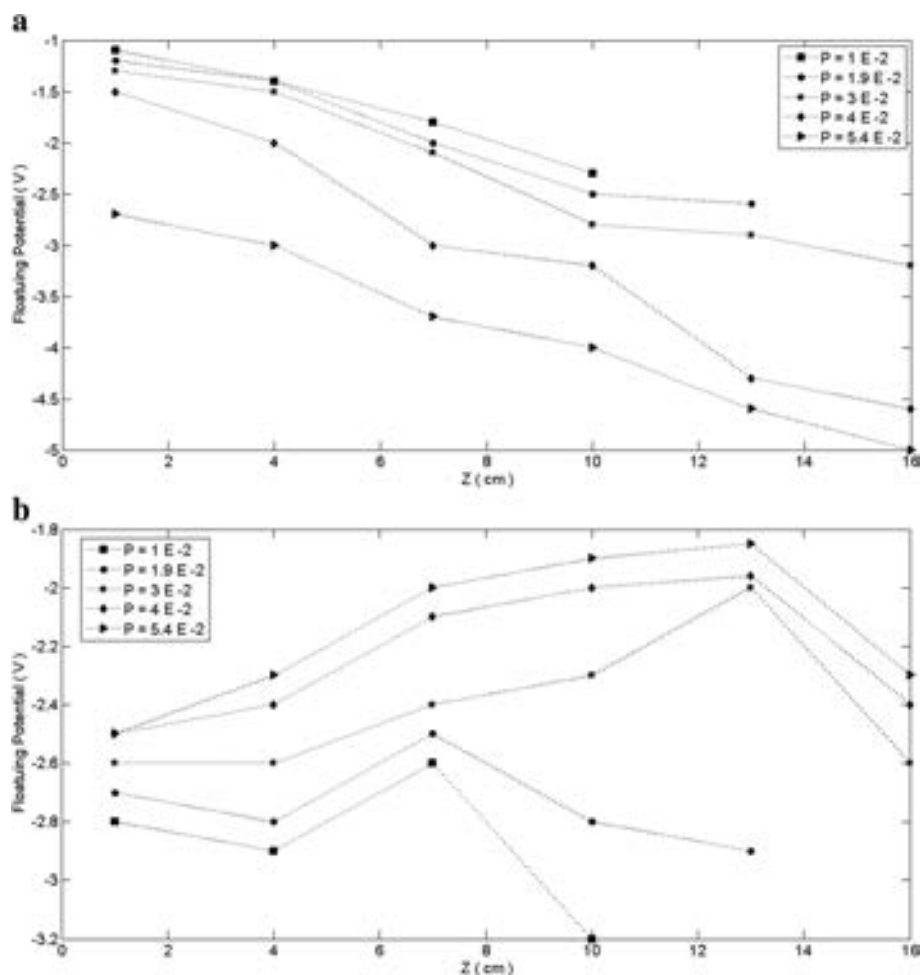 a
-1
-1.5
-2
-2.5
-3
-3.5
-4
-4.5
-5
Floatuing Potential ( V )
0 2 4 6 8 10 12 14 16
Z ( cm )
P = 1 E -2
P = 1.9 E -2
P = 3 E -2
P = 4 E -2
P = 5.4 E -2
b
-1.8
-2
-2.2
-2.4
-2.6
-2.8
-3
-3.2
Floatuing Potential ( V )
0 2 4 6 8 10 12 14 16
Z ( cm )
P = 1 E -2
P = 1.9 E -2
P = 3 E -2
P = 4 E -2
P = 5.4 E -2